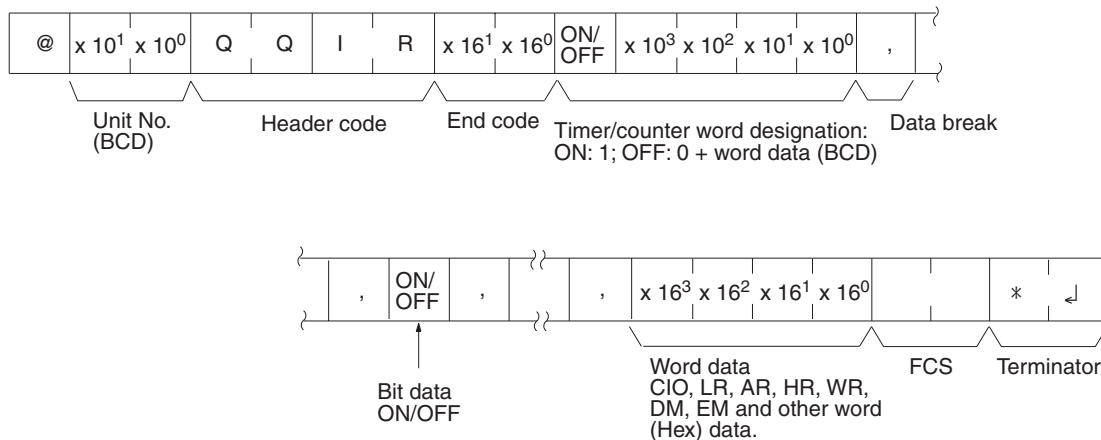 @ x 10¹ x 10⁰ Q Q I R x 16¹ x 16⁰ ON/OFF x 10³ x 10² x 10¹ x 10⁰ ,
Unit No.
(BCD)
Header code
End code
Timer/counter word designation:
ON: 1; OFF: 0 + word data (BCD)
Data break
, ON/OFF , , x 16³ x 16² x 16¹ x 16⁰ * ↲
Bit data
ON/OFF
Word data
CIO, LR, AR, HR, WR,
DM, EM and other word
(Hex) data.
FCS
Terminator